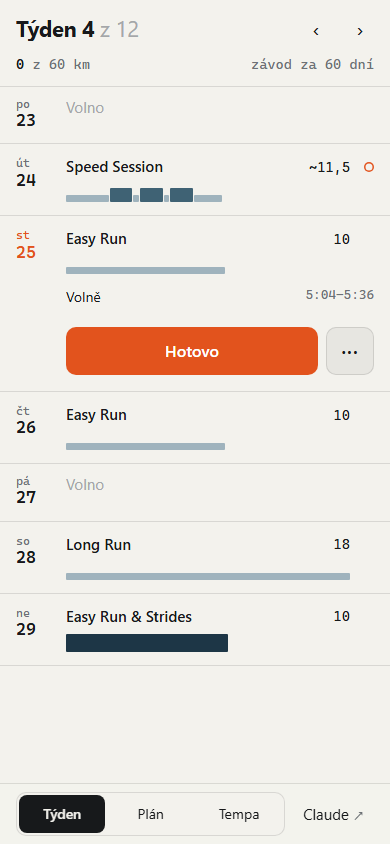 Týden 4 z 12 ‹ ›
0 z 60 km závod za 60 dní
po
23
Volno
út
24
Speed Session ~11,5
st
25
Easy Run 10
Volně 5:04–5:36
Hotovo ···
čt
26
Easy Run 10
pá
27
Volno
so
28
Long Run 18
ne
29
Easy Run & Strides 10
Týden Plán Tempa Claude ↗